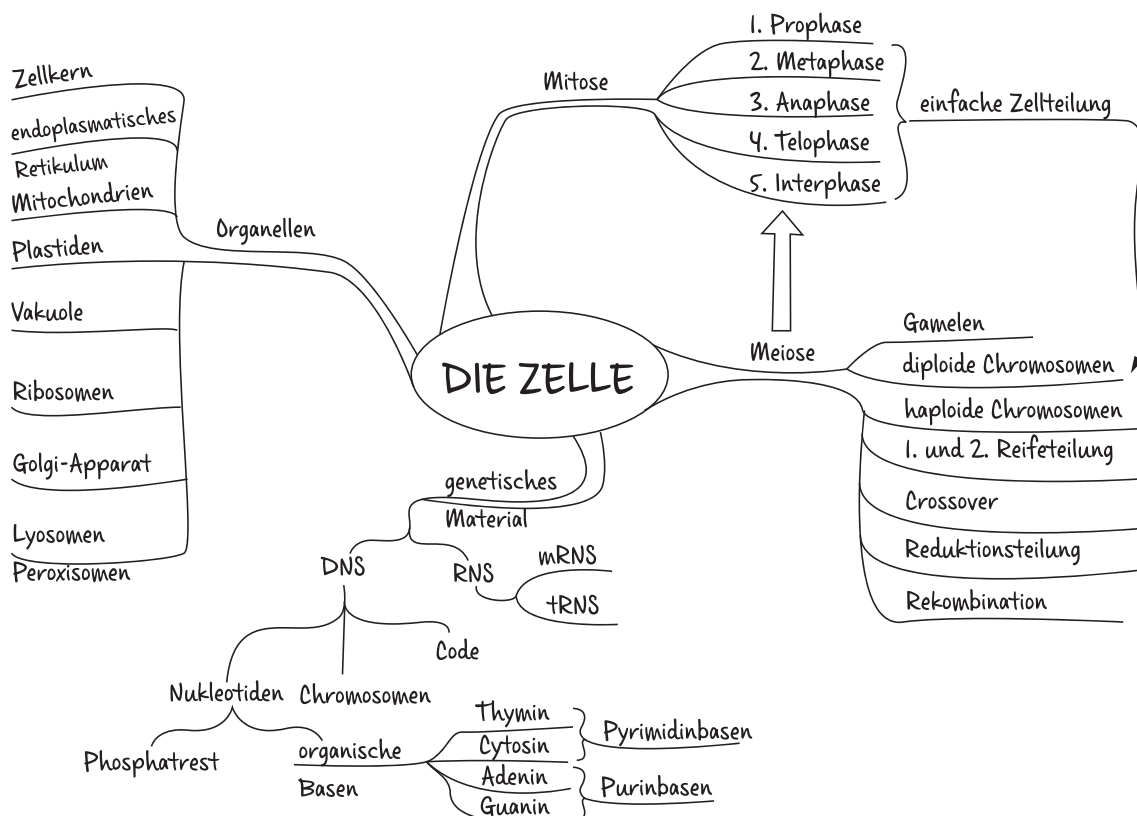 Zellkern
endoplasmatisches
Retikulum
Mitochondrien
Plastiden
Vakuole
Ribosomen
Golgi-Apparat
Lyosomen
Peroxisomen
Organellen
Mitose
1. Prophase
2. Metaphase
3. Anaphase
4. Telophase
5. Interphase
einfache Zellteilung
DIE ZELLE
Meiose
Gamelen
diploide Chromosomen
haploide Chromosomen
1. und 2. Reifeteilung
Crossover
Reduktionsteilung
Rekombination
genetisches
Material
DNS
RNS
mRNS
tRNS
Code
Nukleotiden
Chromosomen
Phosphatrest
organische
Basen
Thymin
Cytosin
Adenin
Guanin
Pyrimidinbasen
Purinbasen